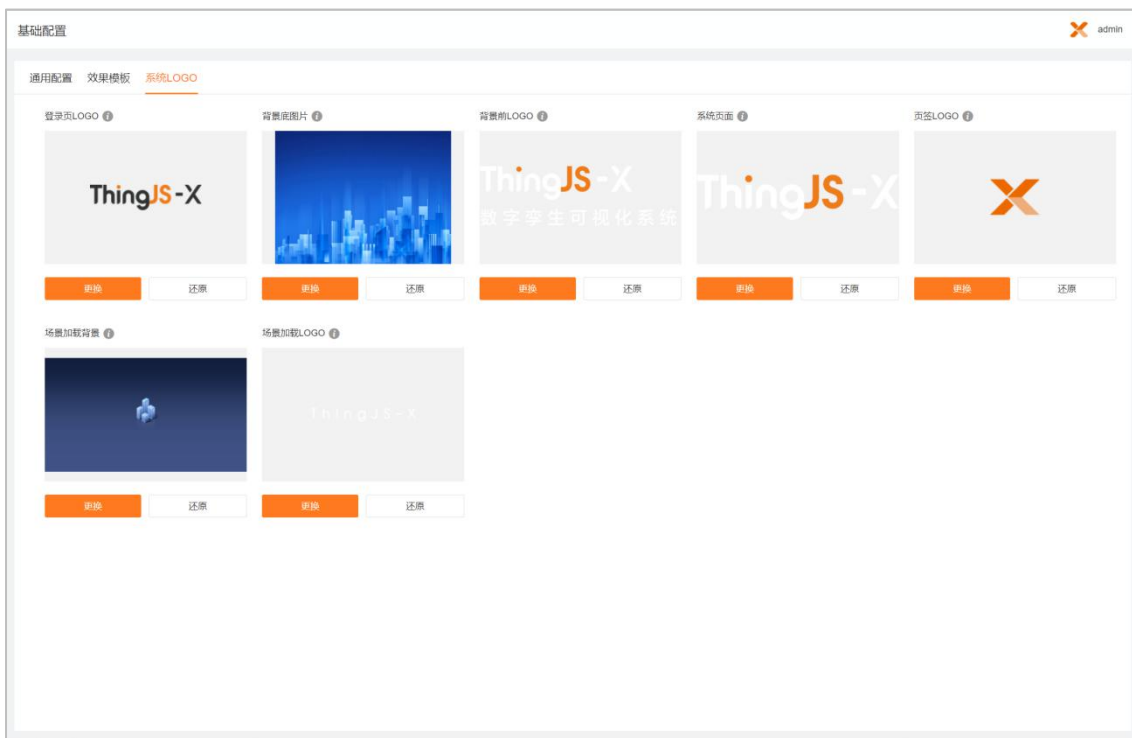 基础配置
admin
通用配置 效果模板 系统LOGO
登录页LOGO 背景底图片 背景前LOGO 系统页面 页签LOGO
ThingJS-X
ThingJS-X
数字孪生可视化系统
ThingJS-X
更换 还原 更换 还原 更换 还原 更换 还原 更换 还原
场景加载背景 场景加载LOGO
ThingJS-X
更换 还原 更换 还原